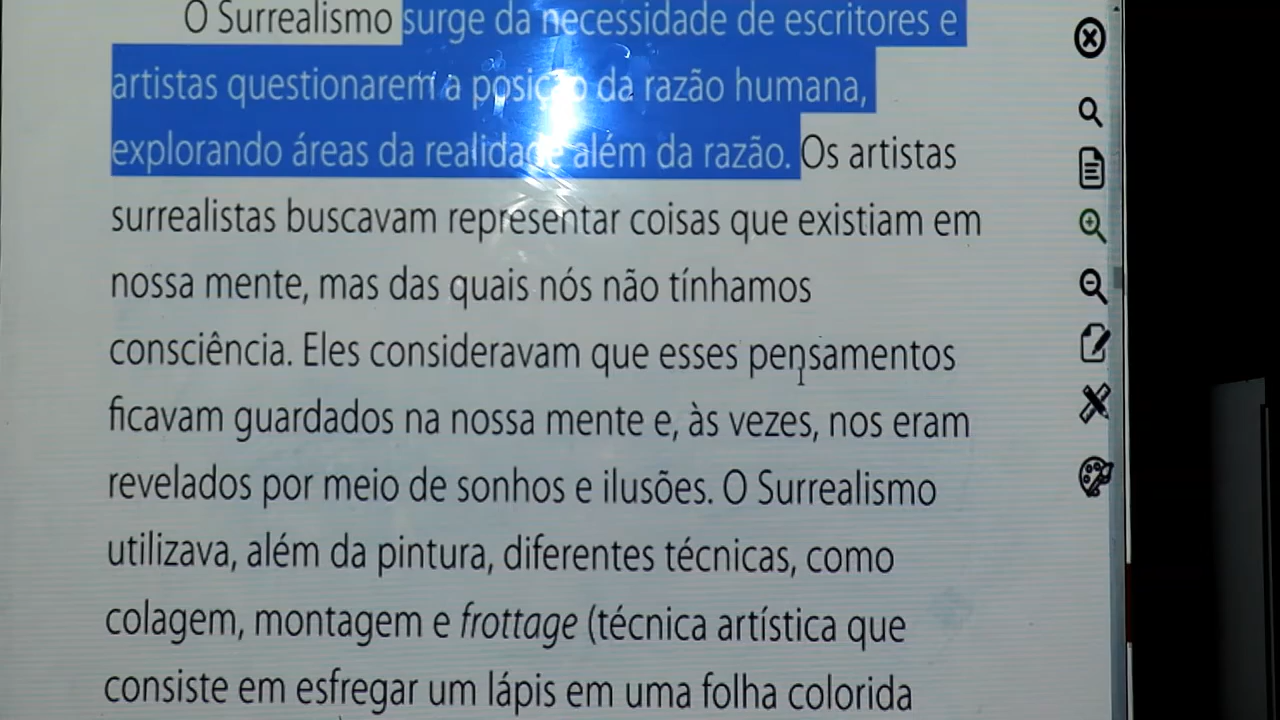 O Surrealismo surge da necessidade de escritores e
artistas questionarem a posição da razão humana,
explorando áreas da realidade além da razão. Os artistas
surrealistas buscavam representar coisas que existiam em
nossa mente, mas das quais nós não tínhamos
consciência. Eles consideravam que esses pensamentos
ficavam guardados na nossa mente e, às vezes, nos eram
revelados por meio de sonhos e ilusões. O Surrealismo
utilizava, além da pintura, diferentes técnicas, como
colagem, montagem e frottage (técnica artística que
consiste em esfregar um lápis em uma folha colorida